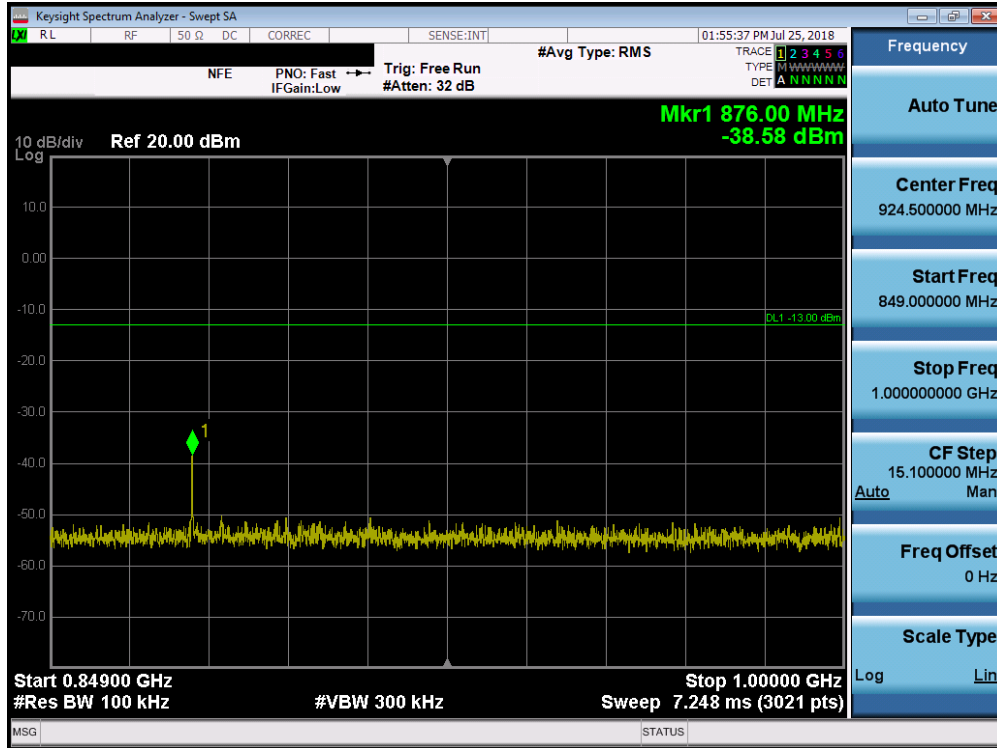 Keysight Spectrum Analyzer - Swept SA
LXI RL RF 50 Ω DC CORREC SENSE:INT 01:55:37 PM Jul 25, 2018
#Avg Type: RMS TRACE 1 2 3 4 5 6
NFE PNO: Fast Trig: Free Run TYPE M W W W W W
IFGain:Low #Atten: 32 dB DET A N N N N N
Mkr1 876.00 MHz
-38.58 dBm
10 dB/div Ref 20.00 dBm
Log
10.0
0.00
-10.0
DL1 -13.00 dBm
-20.0
-30.0
1
-40.0
-50.0
-60.0
-70.0
Start 0.84900 GHz Stop 1.00000 GHz
#Res BW 100 kHz #VBW 300 kHz Sweep 7.248 ms (3021 pts)
MSG STATUS
Frequency
Auto Tune
Center Freq
924.500000 MHz
Start Freq
849.000000 MHz
Stop Freq
1.000000000 GHz
CF Step
15.100000 MHz
Auto Man
Freq Offset
0 Hz
Scale Type
Log Lin